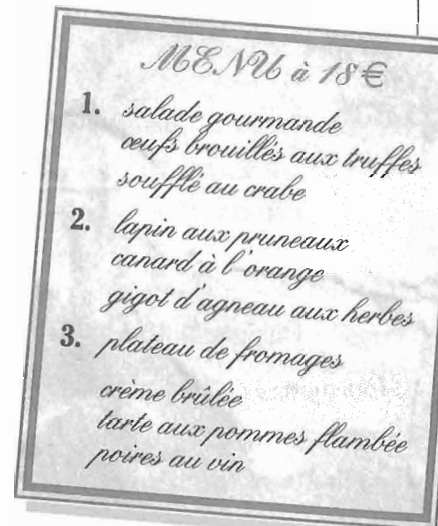 MENU à 18 €
1. salade gourmande
œufs brouillés aux truffes
soufflé au crabe
2. lapin aux pruneaux
canard à l'orange
gigot d'agneau aux herbes
3. plateau de fromages
crème brûlée
tarte aux pommes flambée
poires au vin